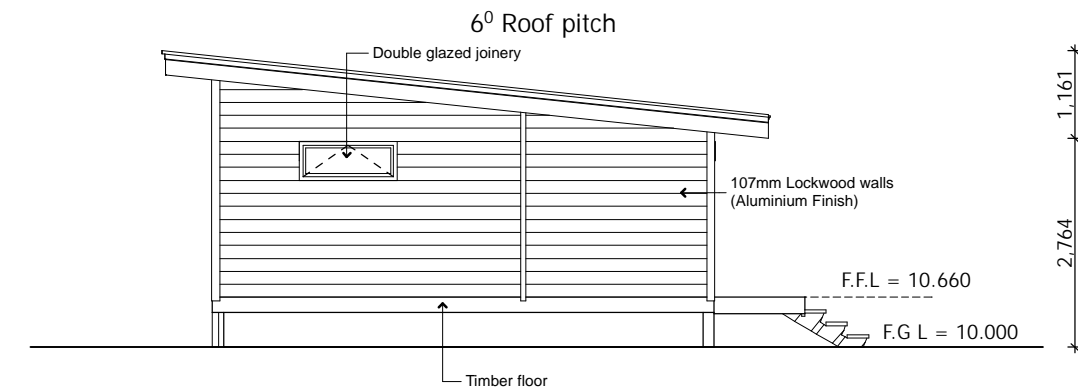 6⁰ Roof pitch
Double glazed joinery
1,161
107mm Lockwood walls
(Aluminium Finish)
2,764
F.F.L = 10.660
F.G L = 10.000
Timber floor